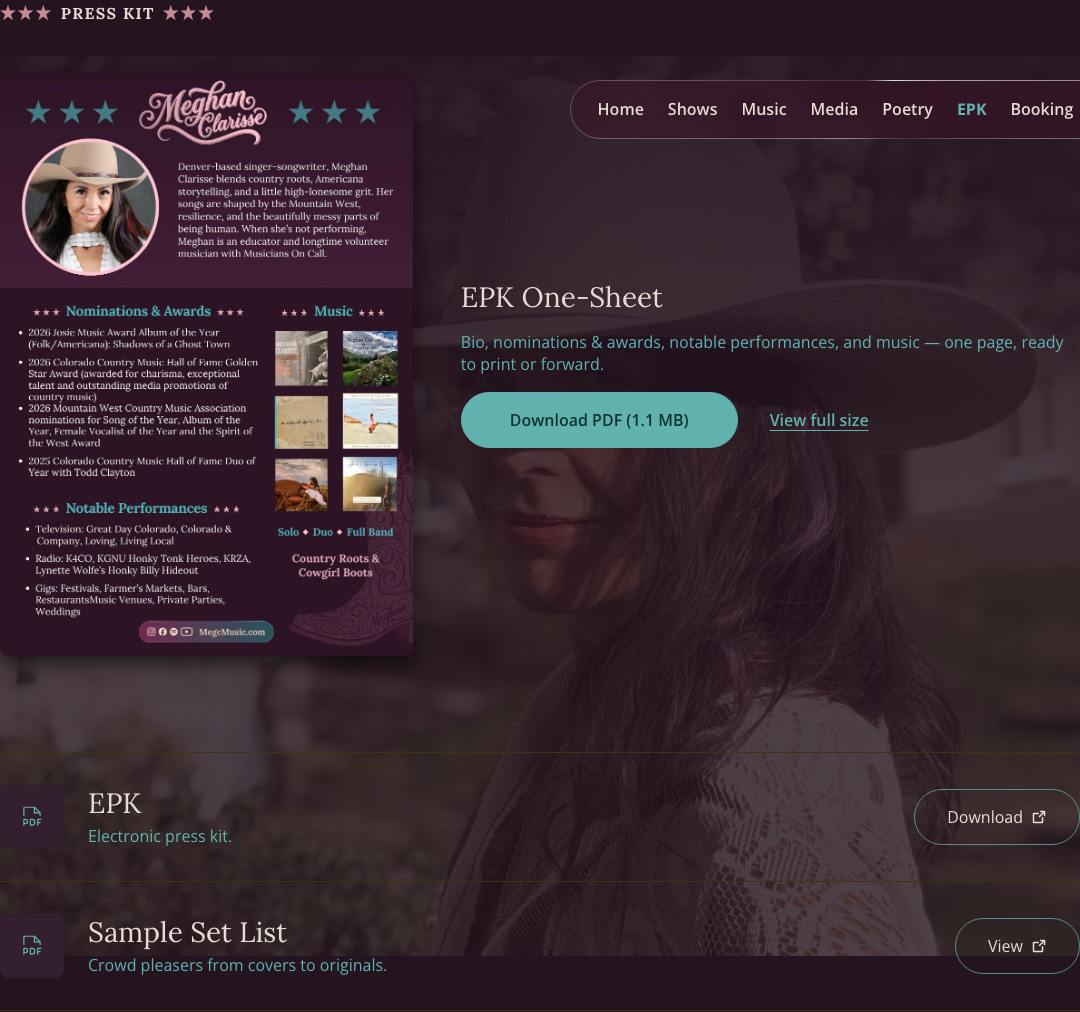 ★★★ PRESS KIT ★★★
Home Shows Music Media Poetry EPK Booking
★ ★ ★ Meghan Clarisse ★ ★ ★
Denver-based singer-songwriter, Meghan
Clarisse blends country roots, Americana
storytelling, and a little high-lonesome grit. Her
songs are shaped by the Mountain West,
resilience, and the beautifully messy parts of
being human. When she's not performing,
Meghan is an educator and longtime volunteer
musician with Musicians On Call.
★ ★ ★ Nominations & Awards ★ ★ ★
• 2026 Josie Music Award Album of the Year
(Folk/Americana): Shadows of a Ghost Town
• 2026 Colorado Country Music Hall of Fame Golden
Star Award (awarded for charisma, exceptional
talent and outstanding media promotions of
country music)
• 2026 Mountain West Country Music Association
nominations for Song of the Year, Album of the
Year, Female Vocalist of the Year and the Spirit of
the West Award
• 2025 Colorado Country Music Hall of Fame Duo of
Year with Todd Clayton
★ ★ ★ Notable Performances ★ ★ ★
• Television: Great Day Colorado, Colorado &
Company, Loving, Living Local
• Radio: K4CO, KGNU Honky Tonk Heroes, KRZA,
Lynette Wolfe's Honky Billy Hideout
• Gigs: Festivals, Farmer's Markets, Bars,
RestaurantsMusic Venues, Private Parties,
Weddings
★ ★ ★ Music ★ ★ ★
Solo ♦ Duo ♦ Full Band
Country Roots &
Cowgirl Boots
Meghan
MegcMusic.com
EPK One-Sheet
Bio, nominations & awards, notable performances, and music — one page, ready
to print or forward.
Download PDF (1.1 MB) View full size
PDF
EPK
Electronic press kit.
Download
PDF
Sample Set List
Crowd pleasers from covers to originals.
View